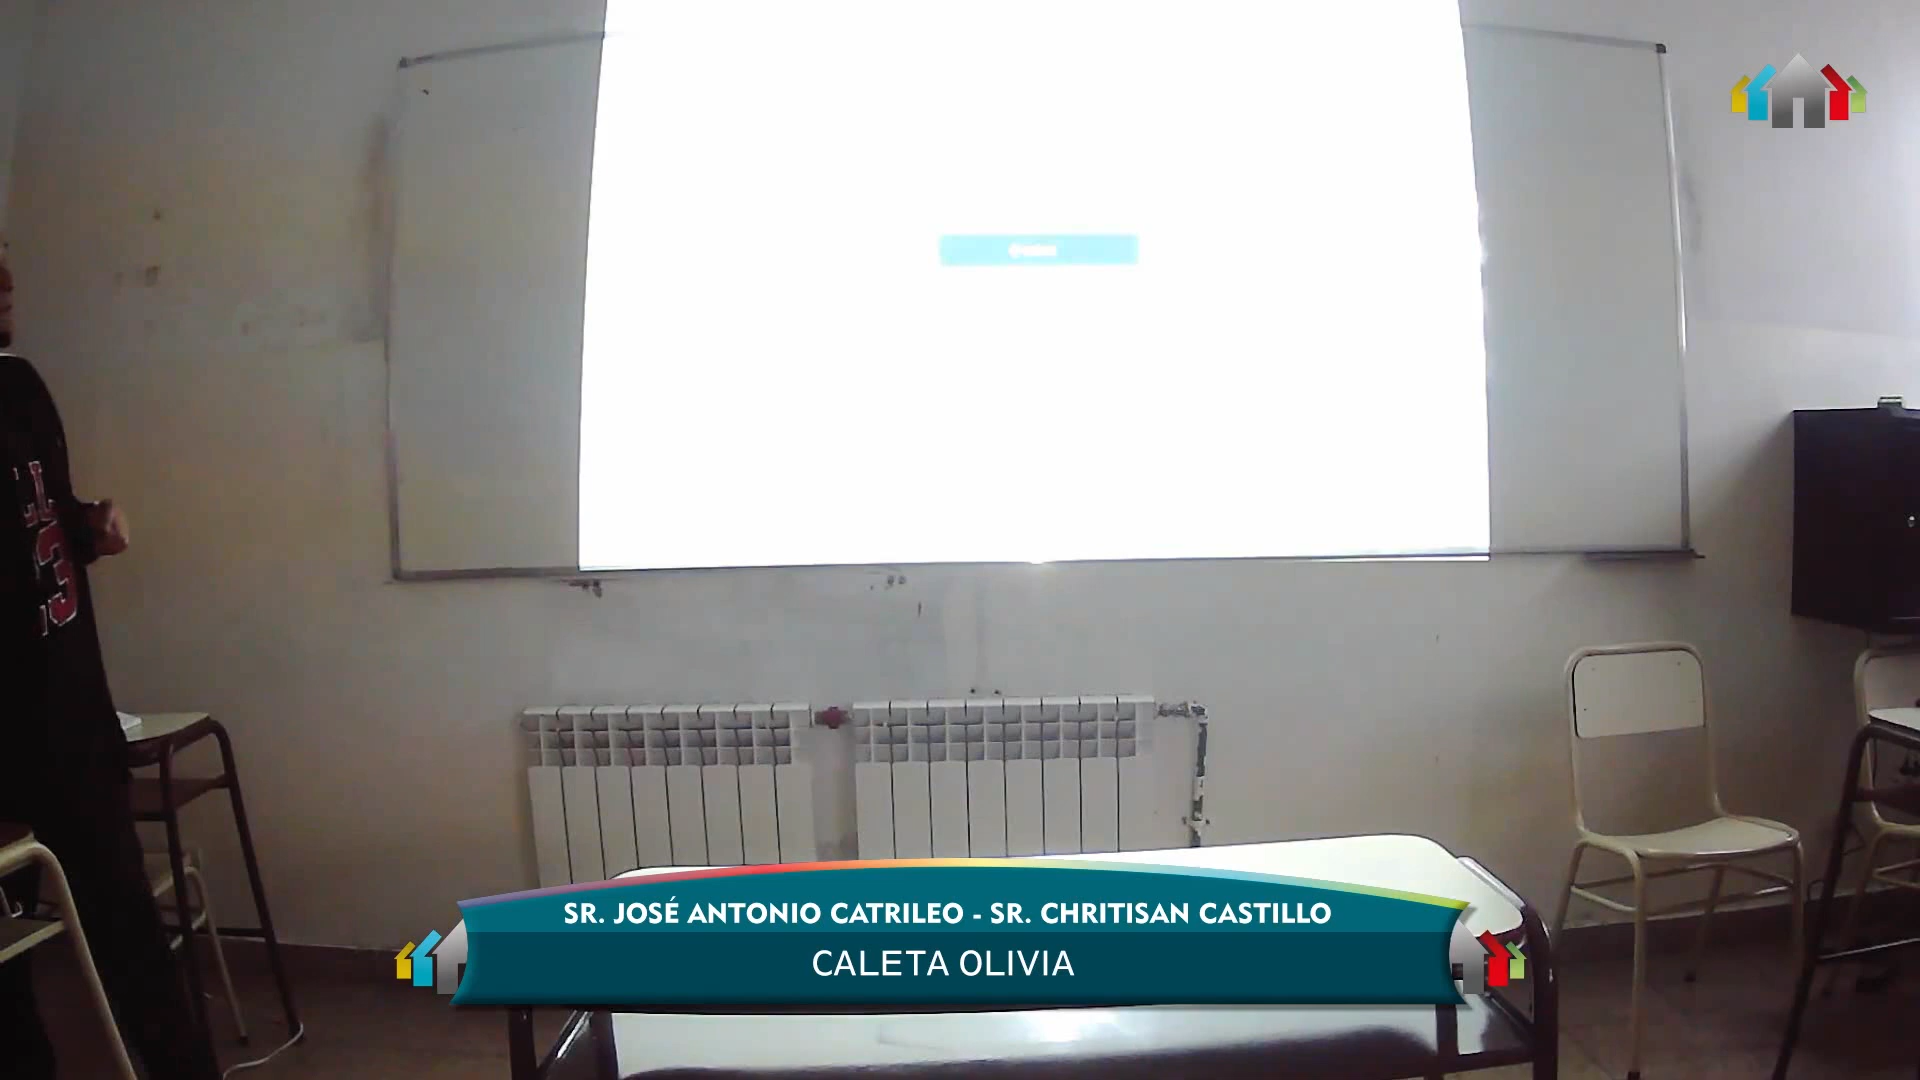 SR. JOSÉ ANTONIO CATRILEO - SR. CHRITISAN CASTILLO
CALETA OLIVIA